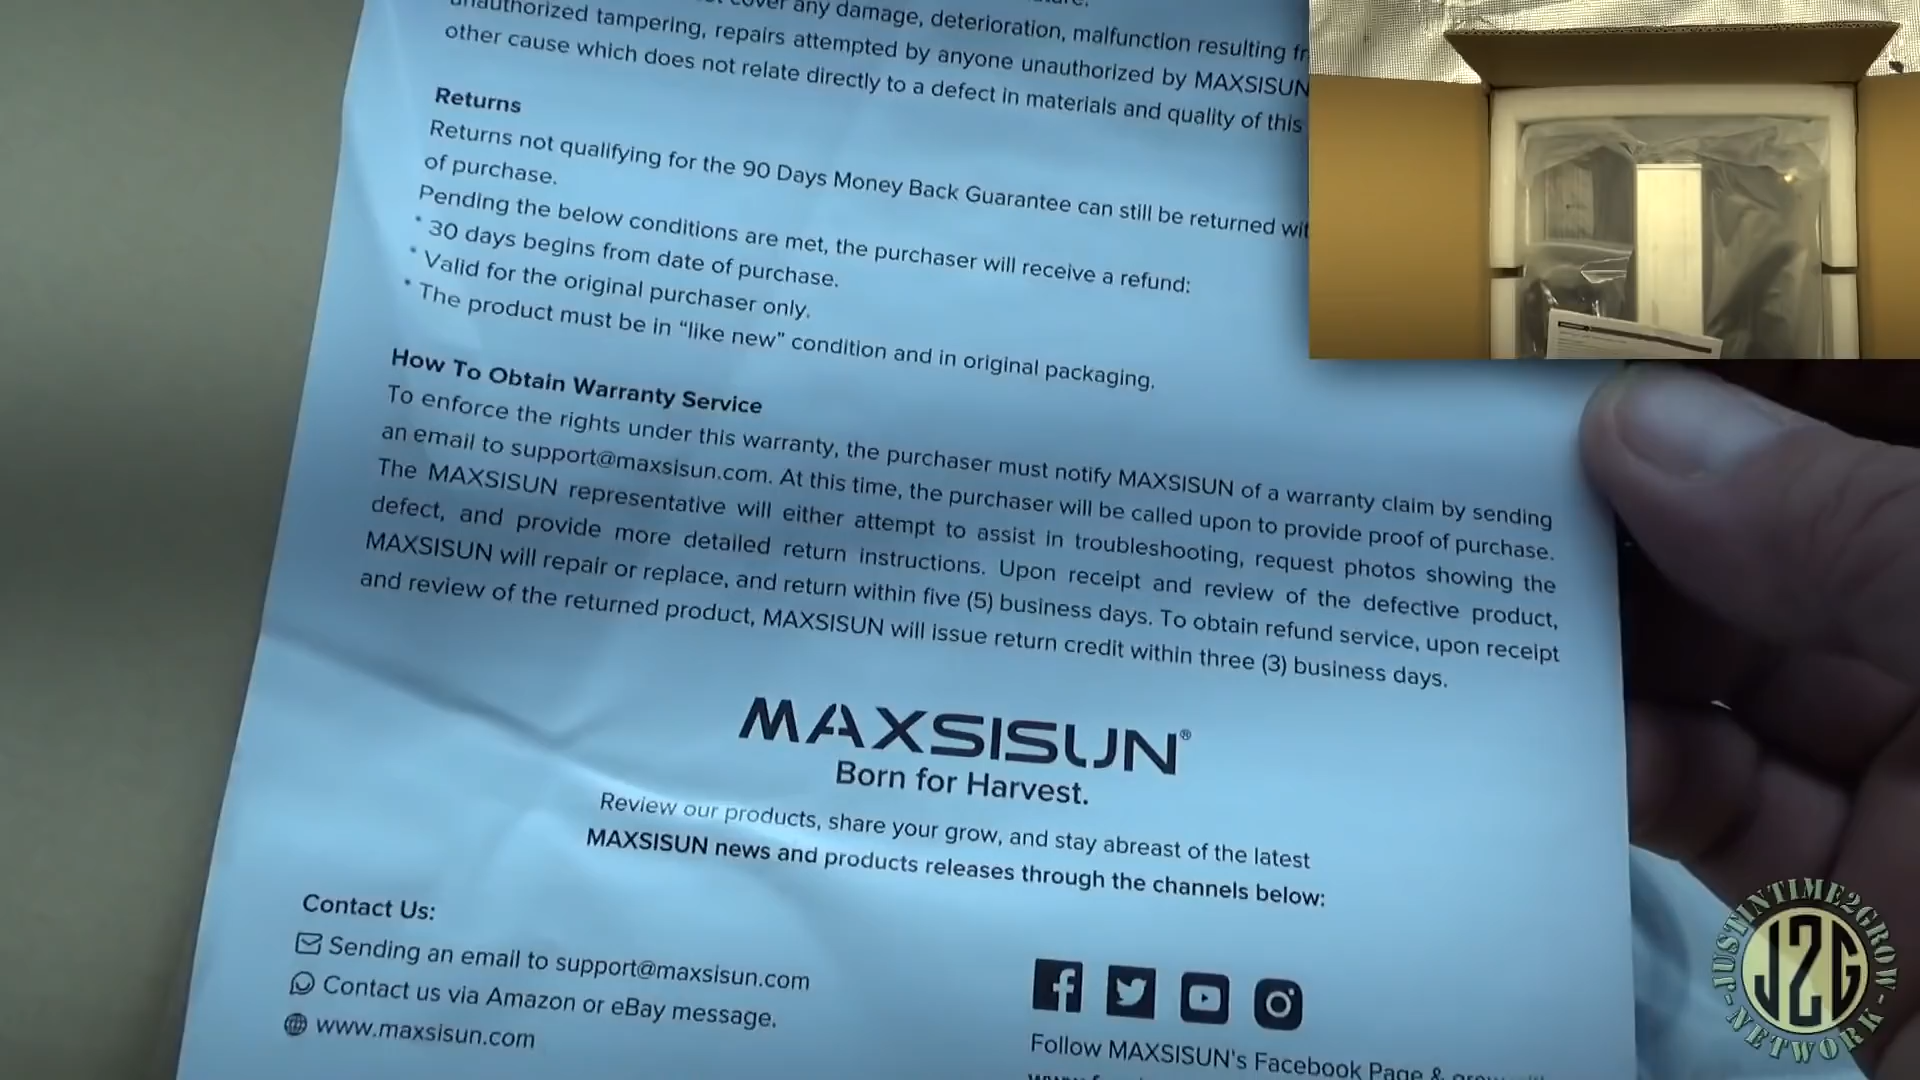 cover any damage, deterioration, malfunction resulting
unauthorized tampering, repairs attempted by anyone unauthorized by MAXSISUN
other cause which does not relate directly to a defect in materials and quality of this
Returns
Returns not qualifying for the 90 Days Money Back Guarantee can still be returned
of purchase.
Pending the below conditions are met, the purchaser will receive a refund:
* 30 days begins from date of purchase.
* Valid for the original purchaser only.
* The product must be in “like new” condition and in original packaging.
How To Obtain Warranty Service
To enforce the rights under this warranty, the purchaser must notify MAXSISUN of a warranty claim by sending
an email to support@maxsisun.com. At this time, the purchaser will be called upon to provide proof of purchase.
The MAXSISUN representative will either attempt to assist in troubleshooting, request photos showing the
defect, and provide more detailed return instructions. Upon receipt and review of the defective product,
MAXSISUN will repair or replace, and return within five (5) business days. To obtain refund service, upon receipt
and review of the returned product, MAXSISUN will issue return credit within three (3) business days.
MAXSISUN®
Born for Harvest.
Review our products, share your grow, and stay abreast of the latest
MAXSISUN news and products releases through the channels below:
Contact Us:
Sending an email to support@maxsisun.com
Contact us via Amazon or eBay message.
www.maxsisun.com
Follow MAXSISUN's Facebook Page &
JUSTINTIME2GROW
J2G
NETWORK